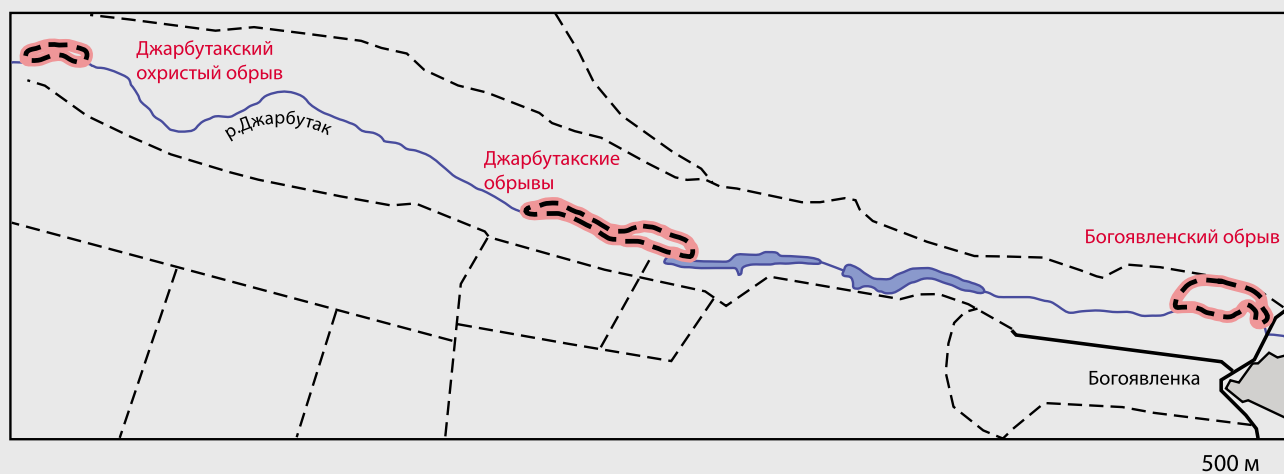 Джарбутакский
охристый обрыв
р.Джарбутак
Джарбутакские
обрывы
Богоявленский обрыв
Богоявленка
500 м